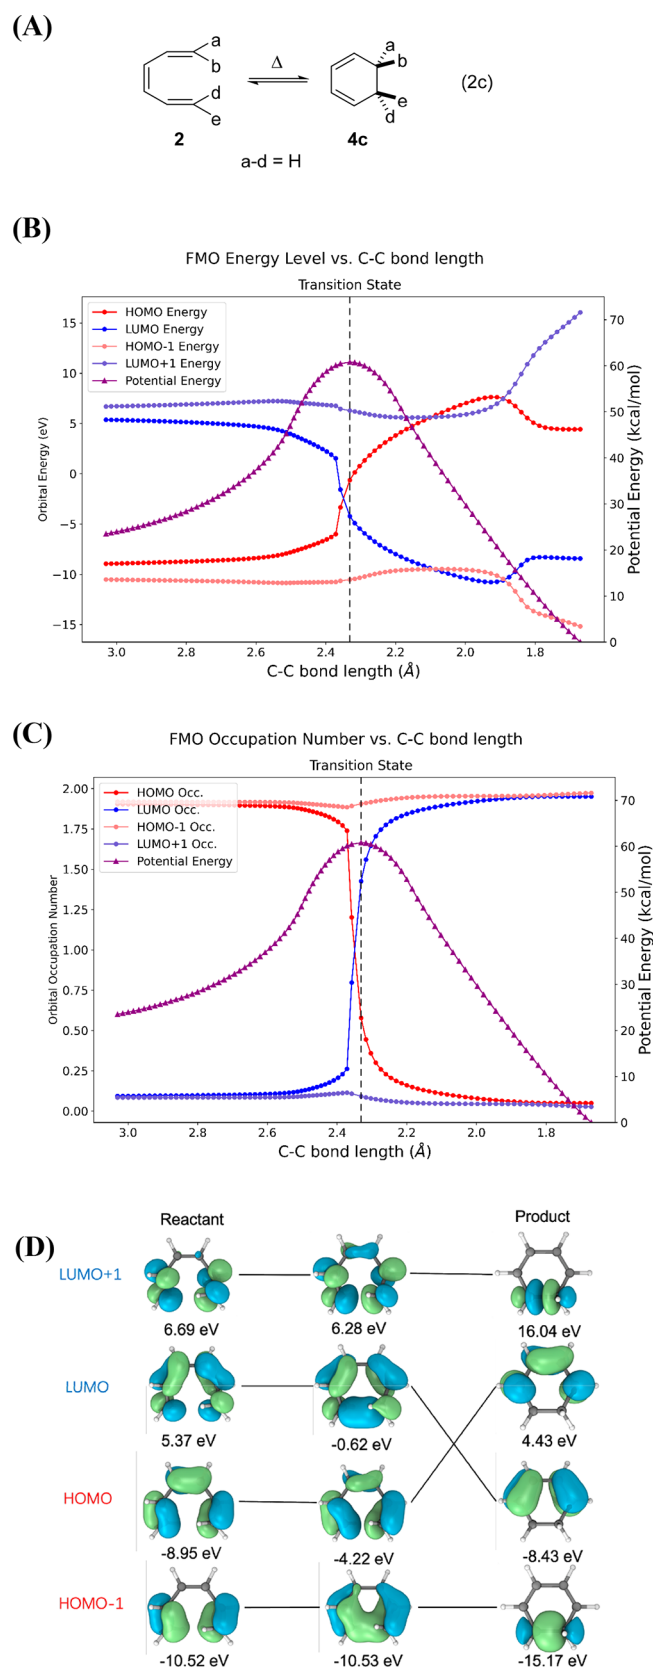 (A)
a
b
d
e
Δ
a
b
e
d
(2c)
2
4c
a-d = H
(B)
FMO Energy Level vs. C-C bond length
Transition State
HOMO Energy
LUMO Energy
HOMO-1 Energy
LUMO+1 Energy
Potential Energy
15
10
5
0
−5
−10
−15
Orbital Energy (eV)
70
60
50
40
30
20
10
0
Potential Energy (kcal/mol)
3.0 2.8 2.6 2.4 2.2 2.0 1.8
C-C bond length (Å)
(C)
FMO Occupation Number vs. C-C bond length
Transition State
HOMO Occ.
LUMO Occ.
HOMO-1 Occ.
LUMO+1 Occ.
Potential Energy
2.00
1.75
1.50
1.25
1.00
0.75
0.50
0.25
0.00
Orbital Occupation Number
70
60
50
40
30
20
10
0
Potential Energy (kcal/mol)
3.0 2.8 2.6 2.4 2.2 2.0 1.8
C-C bond length (Å)
(D)
Reactant Product
LUMO+1
6.69 eV 6.28 eV 16.04 eV
LUMO
5.37 eV -0.62 eV 4.43 eV
HOMO
-8.95 eV -4.22 eV -8.43 eV
HOMO-1
-10.52 eV -10.53 eV -15.17 eV